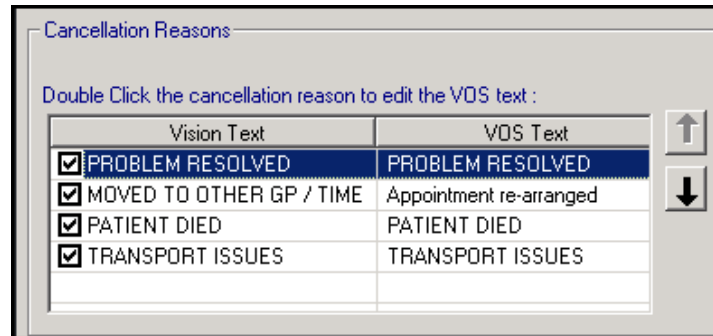 Cancellation Reasons
Double Click the cancellation reason to edit the VOS text :
Vision Text VOS Text
PROBLEM RESOLVED PROBLEM RESOLVED
MOVED TO OTHER GP / TIME Appointment re-arranged
PATIENT DIED PATIENT DIED
TRANSPORT ISSUES TRANSPORT ISSUES